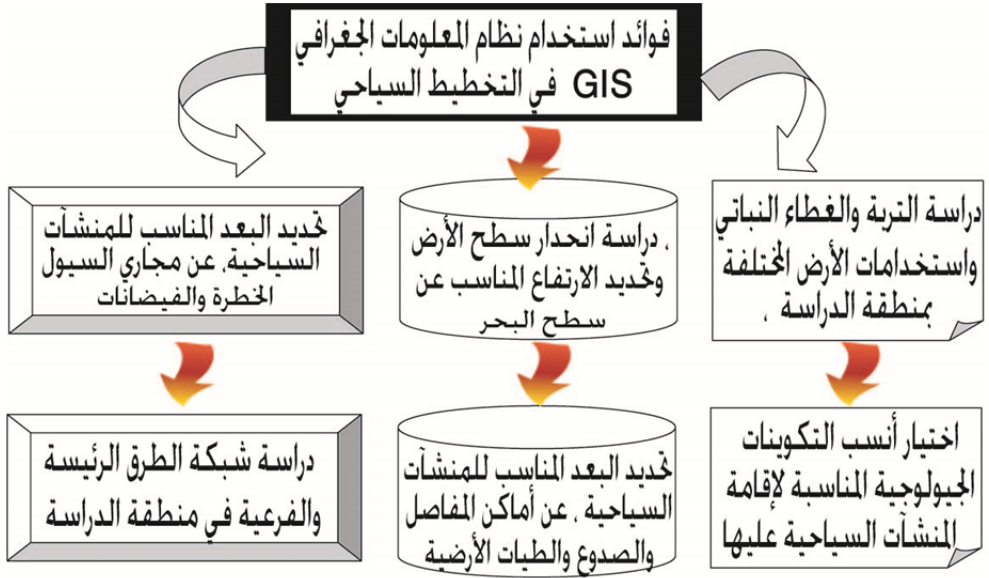 فوائد استخدام نظام المعلومات الجغرافي
GIS في التخطيط السياحي
دراسة التربة والغطاء النباتي
واستخدامات الأرض المختلفة
بمنطقة الدراسة ،
، دراسة انحدار سطح الأرض
وتحديد الارتفاع المناسب عن
سطح البحر
تحديد البعد المناسب للمنشآت
السياحية، عن مجاري السيول
الخطرة والفيضانات
اختيار أنسب التكوينات
الجيولوجية المناسبة لإقامة
المنشآت السياحية عليها
تحديد البعد المناسب للمنشآت
السياحية ، عن أماكن المفاصل
والصدوع والطيات الأرضية
دراسة شبكة الطرق الرئيسة
والفرعية في منطقة الدراسة